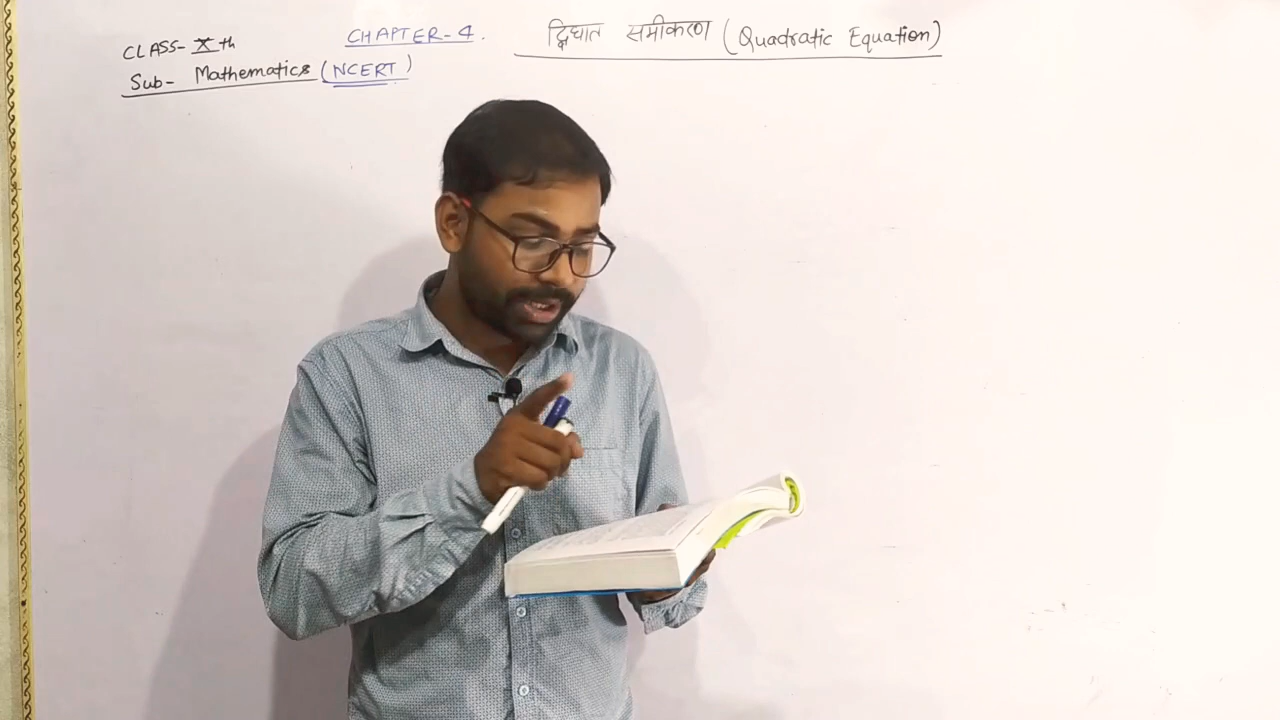 CLASS- Xth
CHAPTER-4.
द्विघात समीकरण (Quadratic Equation)
Sub- Mathematics (NCERT)